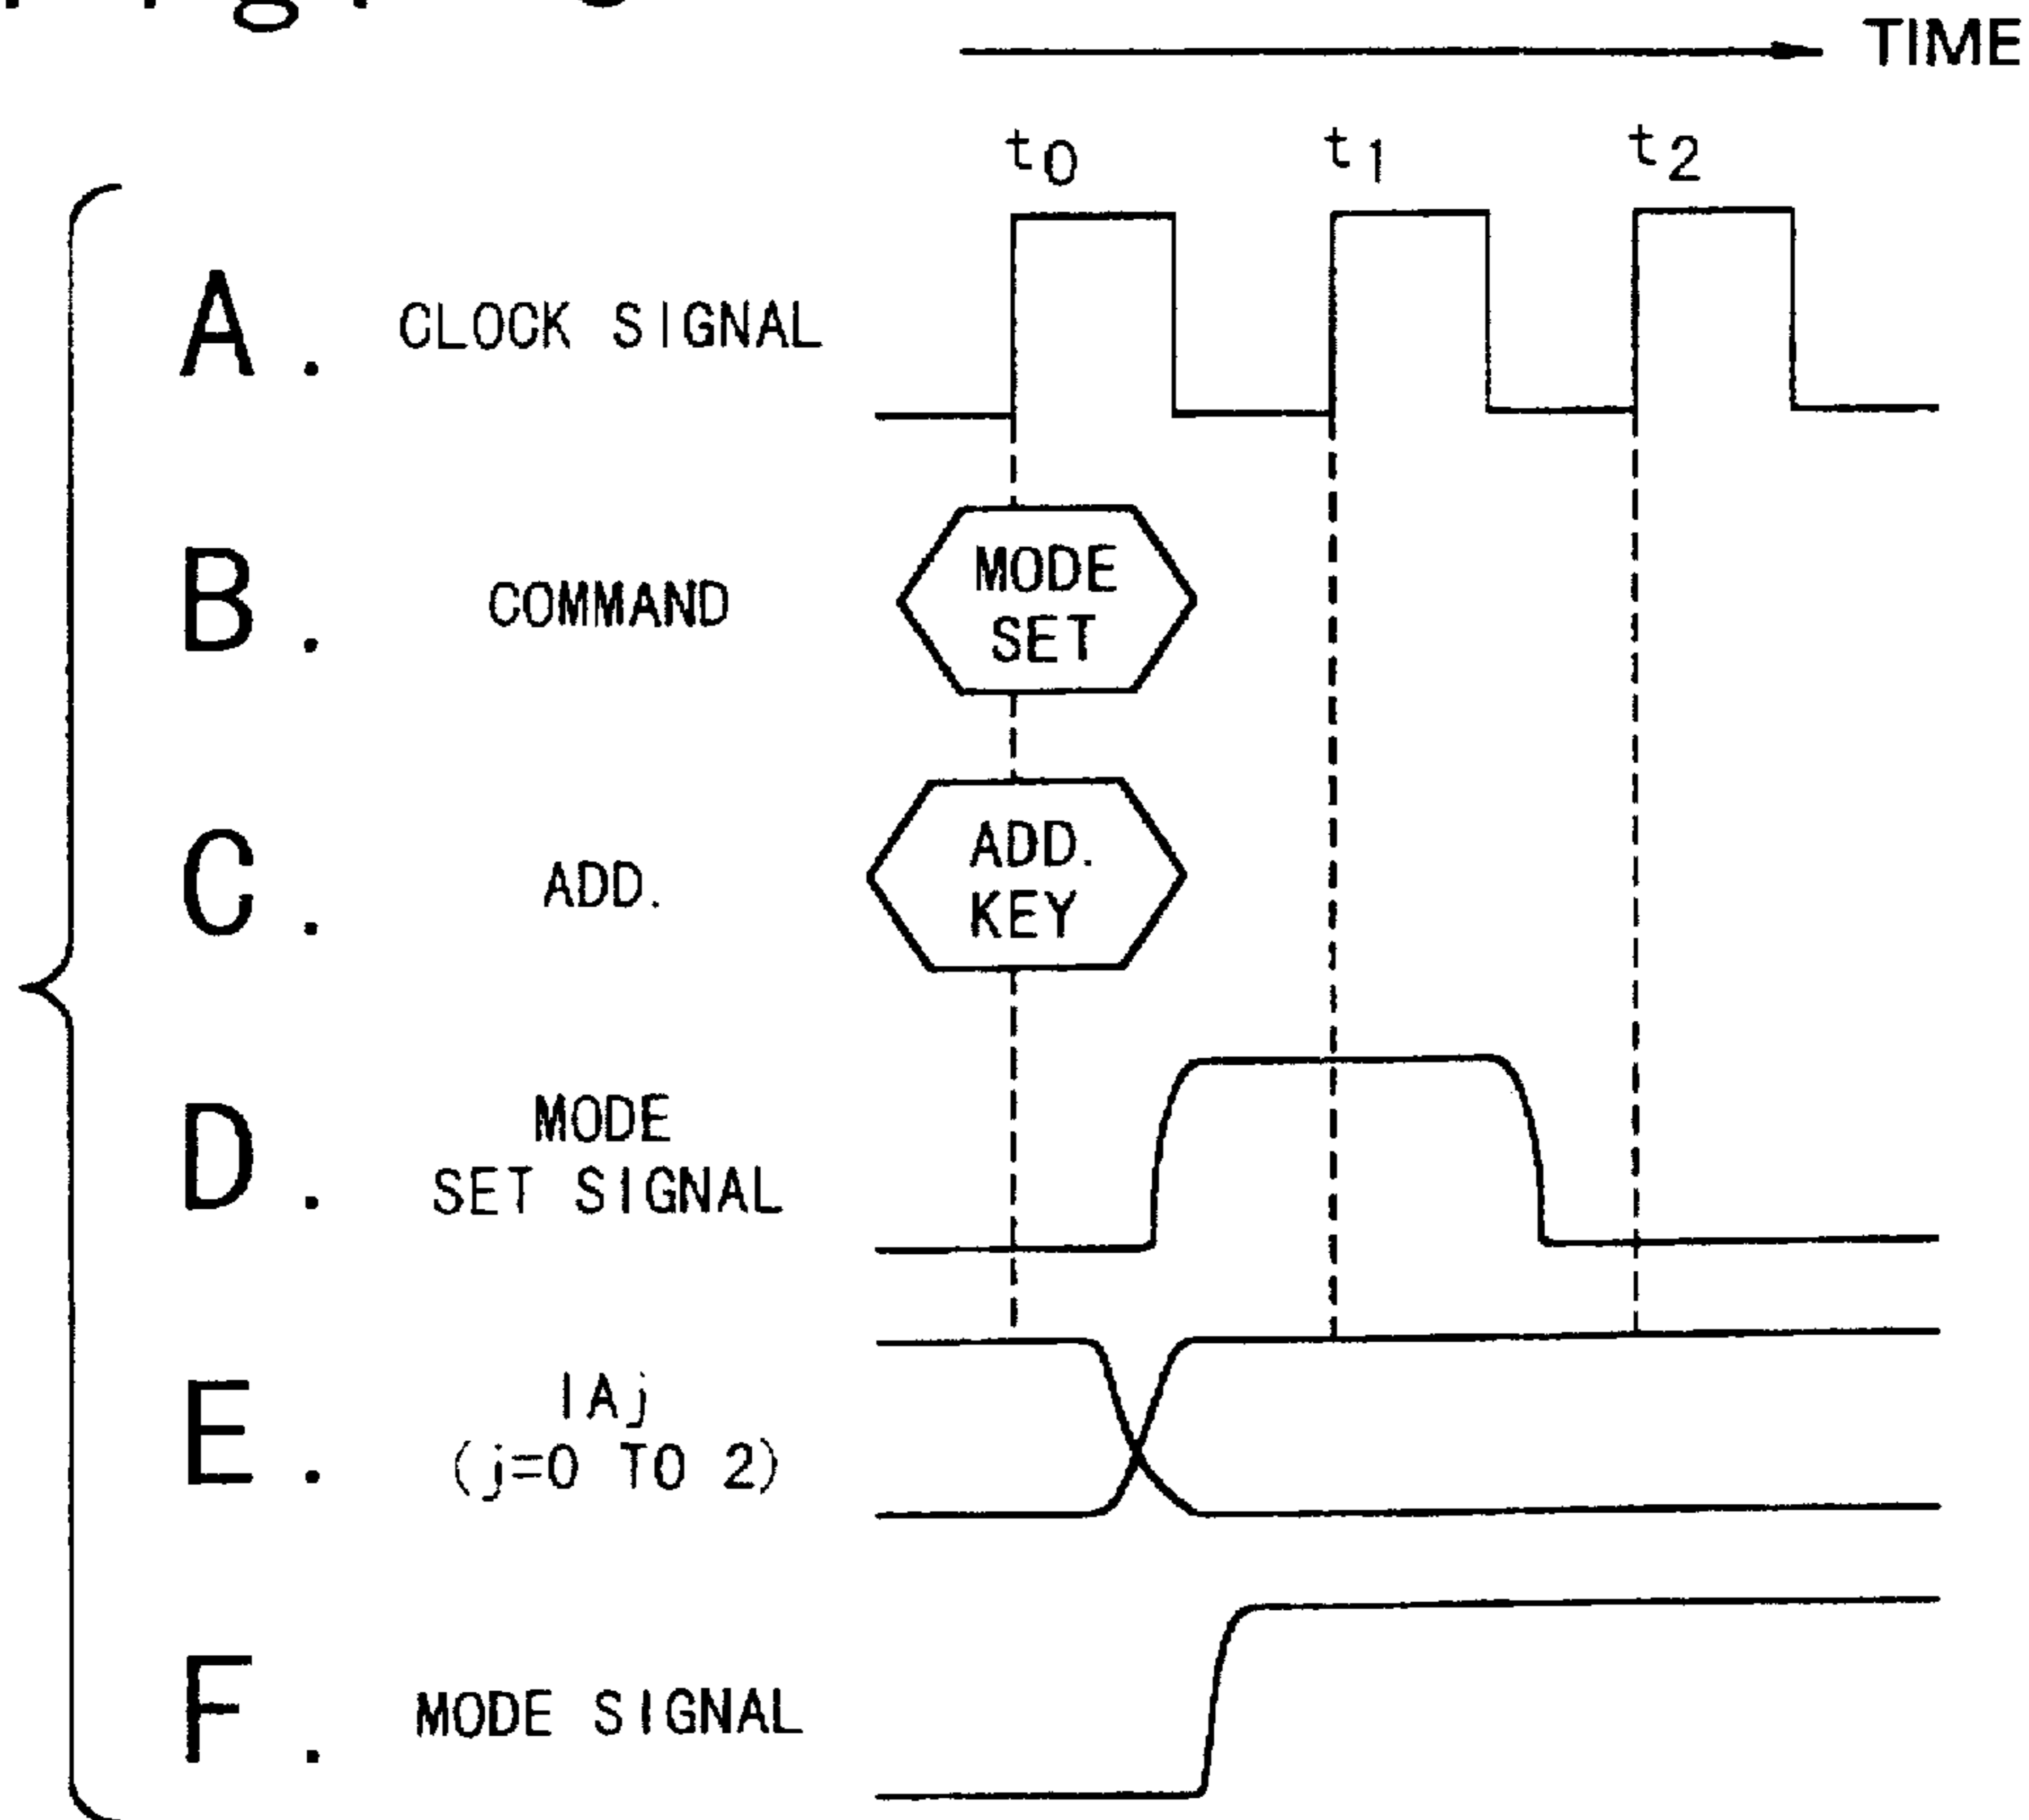 TIME
t0 t1 t2
A. CLOCK SIGNAL
B. COMMAND
MODE
SET
C. ADD.
ADD.
KEY
D. MODE
SET SIGNAL
E. IAj
(j=0 TO 2)
F. MODE SIGNAL